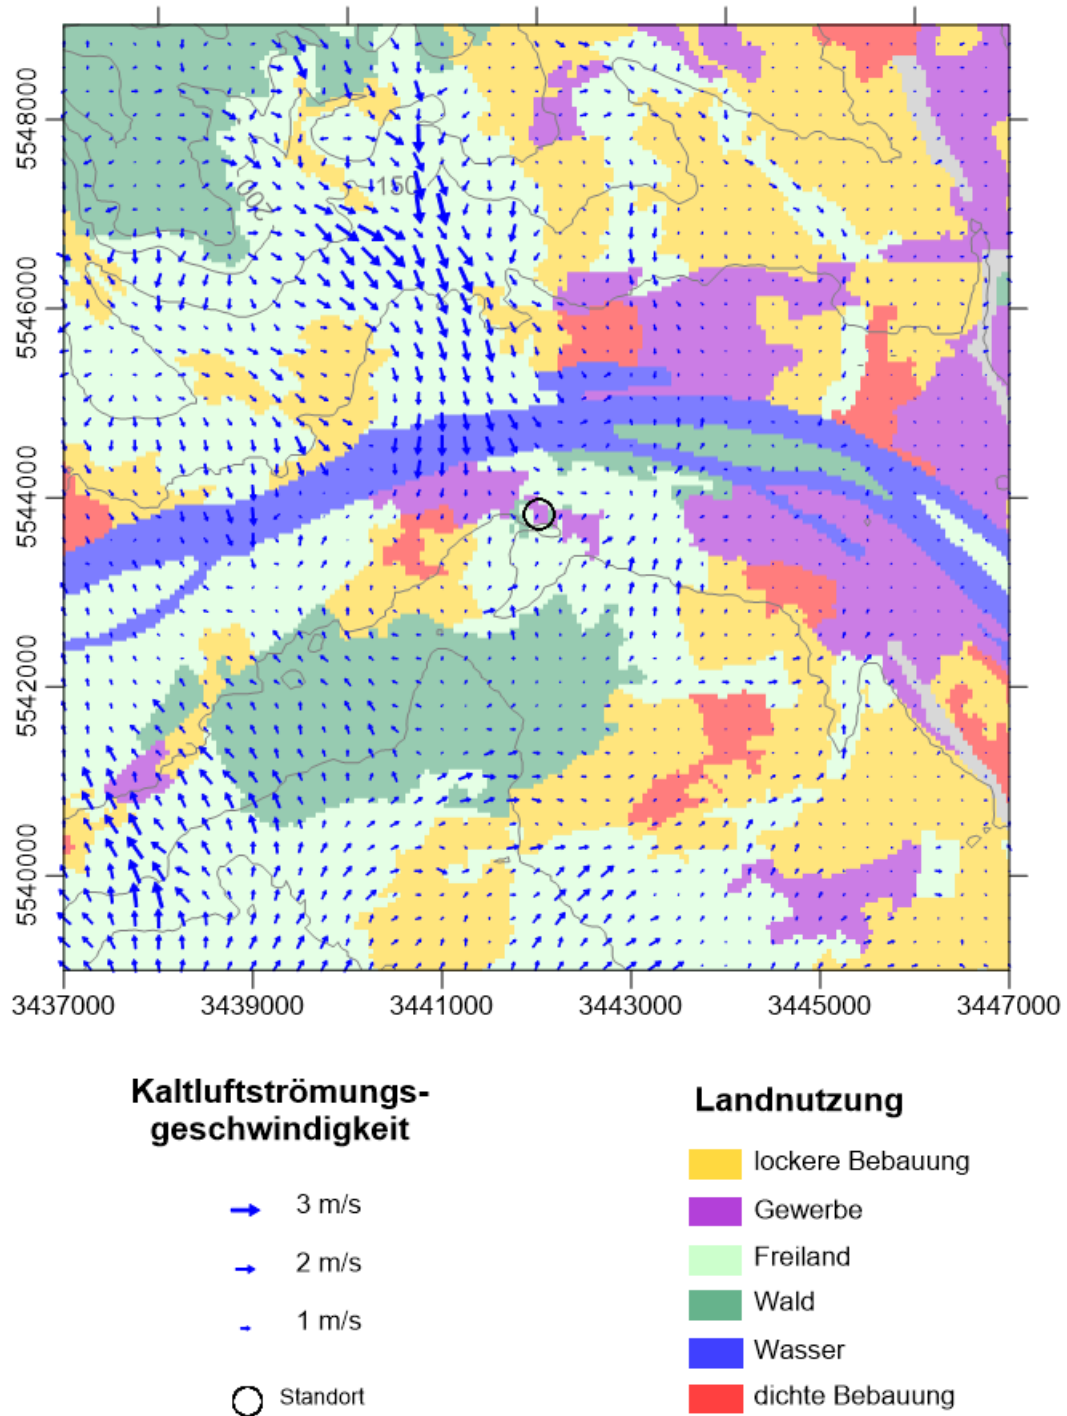 5548000
5546000
5544000
5542000
5540000
200
150
3437000 3439000 3441000 3443000 3445000 3447000
Kaltluftströmungs-
geschwindigkeit
3 m/s
2 m/s
1 m/s
Standort
Landnutzung
lockere Bebauung
Gewerbe
Freiland
Wald
Wasser
dichte Bebauung